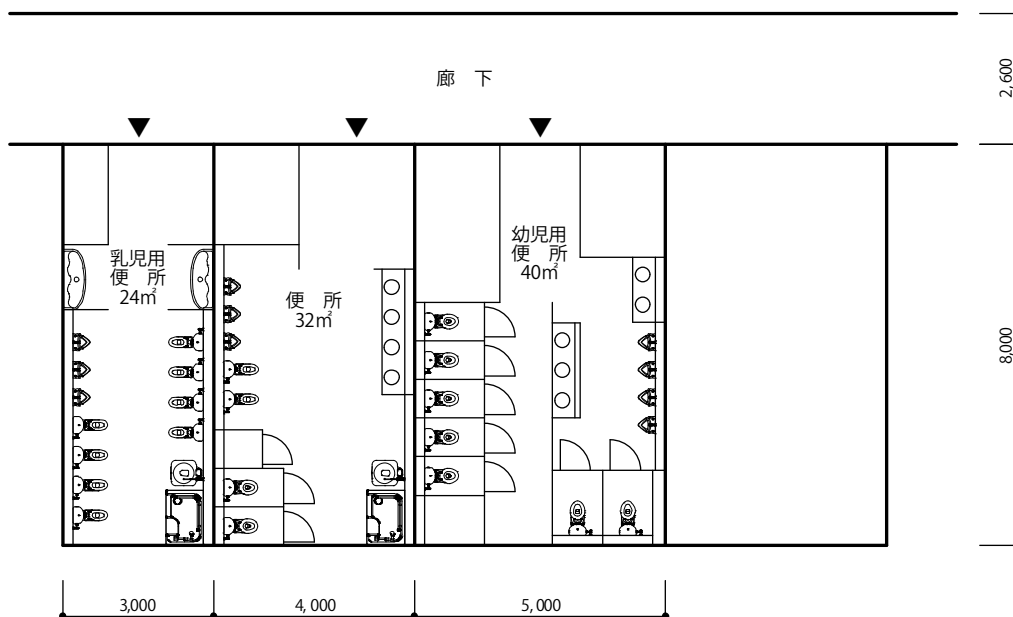 廊　下
2,600
乳児用
便　所
24㎡
便　所
32㎡
幼児用
便　所
40㎡
8,000
3,000
4,000
5,000